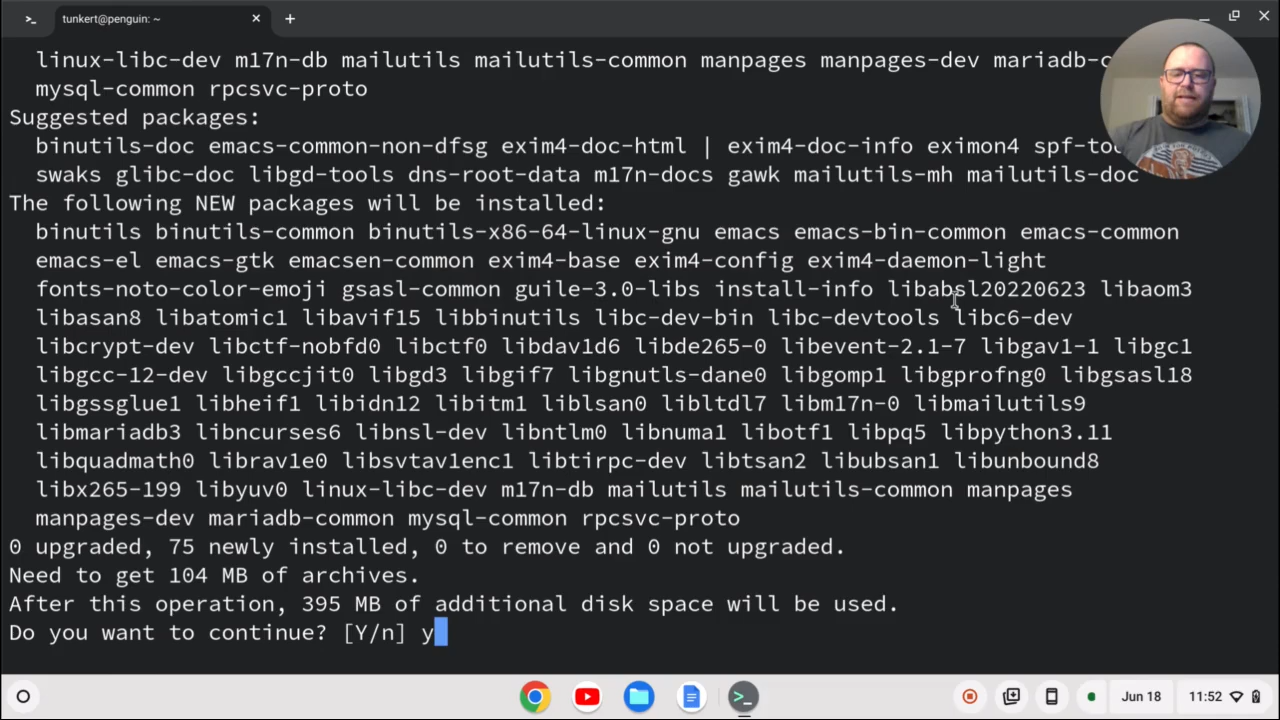 tunkert@penguin: ~
linux-libc-dev m17n-db mailutils mailutils-common manpages manpages-dev
mysql-common rpcsvc-proto
Suggested packages:
binutils-doc emacs-common-non-dfsg exim4-doc-html | exim4-doc-info eximon4
swaks glibc-doc libgd-tools dns-root-data m17n-docs gawk mailutils-mh mailutils-doc
The following NEW packages will be installed:
binutils binutils-common binutils-x86-64-linux-gnu emacs emacs-bin-common emacs-common
emacs-el emacs-gtk emacsen-common exim4-base exim4-config exim4-daemon-light
fonts-noto-color-emoji gsasl-common guile-3.0-libs install-info libabsl20220623 libaom3
libasan8 libatomic1 libavif15 libbinutils libc-dev-bin libc-devtools libc6-dev
libcrypt-dev libctf-nobfd0 libctf0 libdav1d6 libde265-0 libevent-2.1-7 libgav1-1 libgc1
libgcc-12-dev libgccjit0 libgd3 libgif7 libgnutls-dane0 libgomp1 libgprofng0 libgsasl18
libgssglue1 libheif1 libidn12 libitm1 liblsan0 libltdl7 libm17n-0 libmailutils9
libmariadb3 libncurses6 libnsl-dev libntlm0 libnuma1 libotf1 libpq5 libpython3.11
libquadmath0 librav1e0 libsvtav1enc1 libtirpc-dev libtsan2 libubsan1 libunbound8
libx265-199 libyuv0 linux-libc-dev m17n-db mailutils mailutils-common manpages
manpages-dev mariadb-common mysql-common rpcsvc-proto
0 upgraded, 75 newly installed, 0 to remove and 0 not upgraded.
Need to get 104 MB of archives.
After this operation, 395 MB of additional disk space will be used.
Do you want to continue? [Y/n] y
Jun 18
11:52